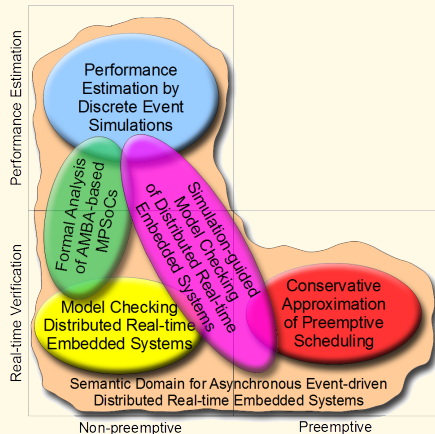 Performance Estimation
Performance
Estimation by
Discrete Event
Simulations
Formal Analysis
of AMBA-based
MPSoCs
Simulation-guided
Model Checking
of Distributed Real-time
Embedded Systems
Real-time Verification
Model Checking
Distributed Real-time
Embedded Systems
Conservative
Approximation
of Preemptive
Scheduling
Semantic Domain for Asynchronous Event-driven
Distributed Real-time Embedded Systems
Non-preemptive
Preemptive